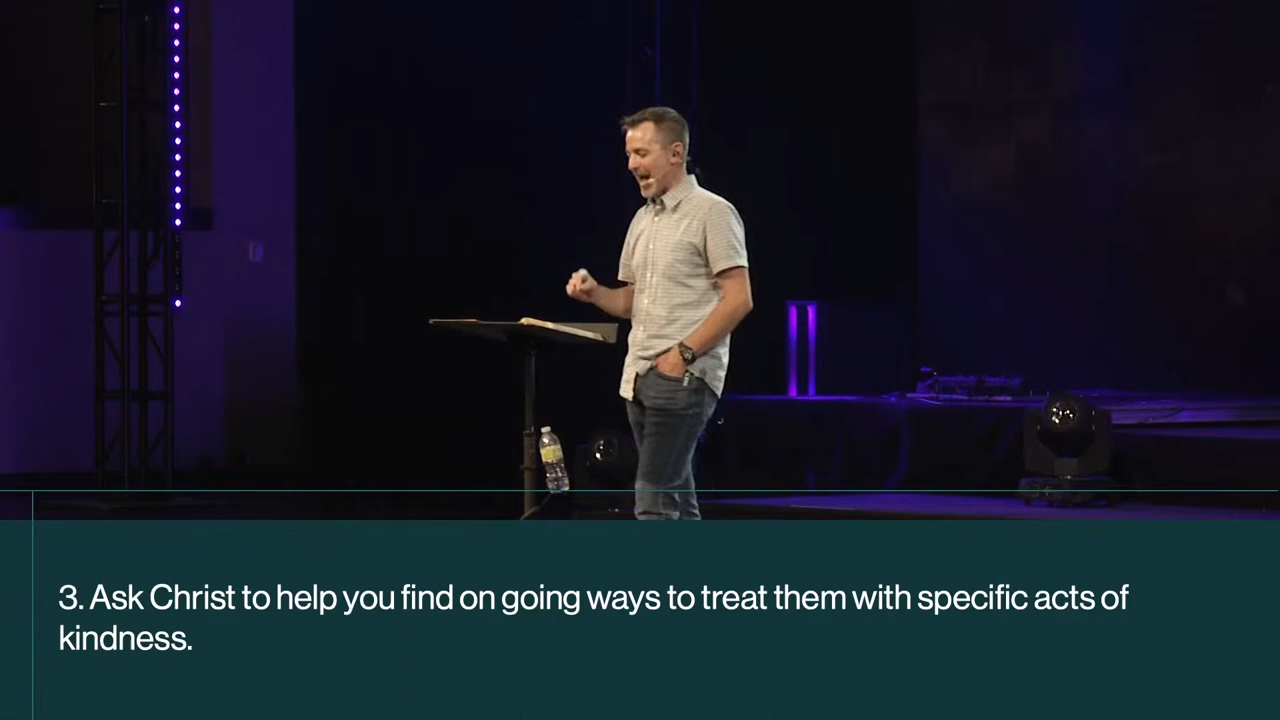 3. Ask Christ to help you find on going ways to treat them with specific acts of
kindness.